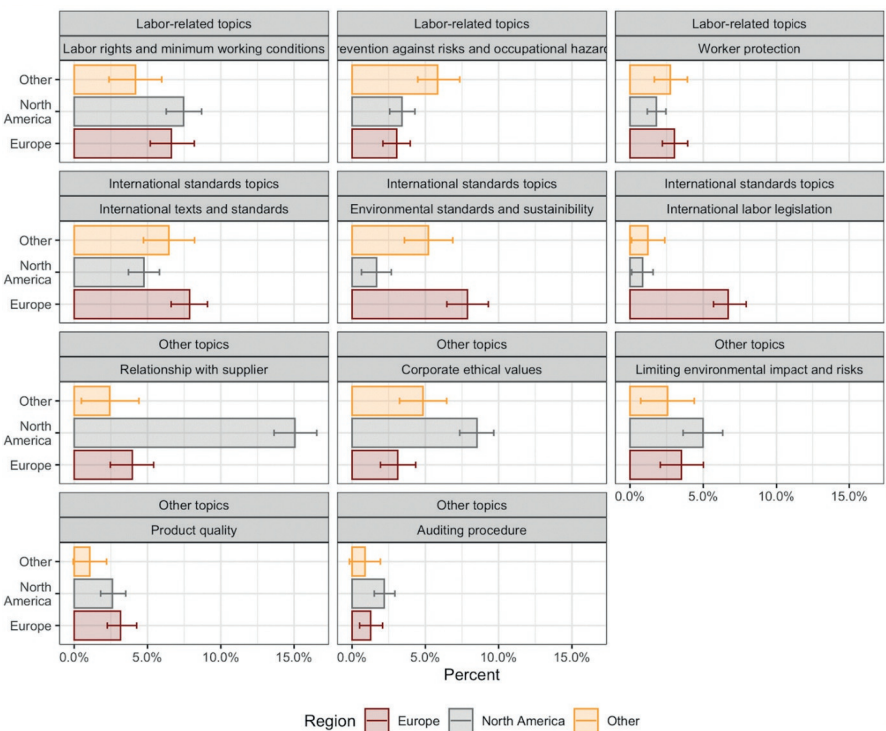 Labor-related topics Labor-related topics Labor-related topics
Labor rights and minimum working conditions revention against risks and occupational hazard Worker protection
Other
North
America
Europe
International standards topics International standards topics International standards topics
International texts and standards Environmental standards and sustainibility International labor legislation
Other
North
America
Europe
Other topics Other topics Other topics
Relationship with supplier Corporate ethical values Limiting environmental impact and risks
Other
North
America
Europe
0.0% 5.0% 10.0% 15.0%
Other topics Other topics
Product quality Auditing procedure
Other
North
America
Europe
0.0% 5.0% 10.0% 15.0% 0.0% 5.0% 10.0% 15.0%
Percent
Region Europe North America Other